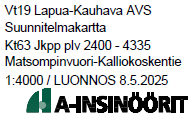 Vt19 Lapua-Kauhava AVS
Suunnitelmakartta
Kt63 Jkpp plv 2400 - 4335
Matsompinvuori-Kalliokoskentie
1:4000 / LUONNOS 8.5.2025
A-INSINÖÖRIT